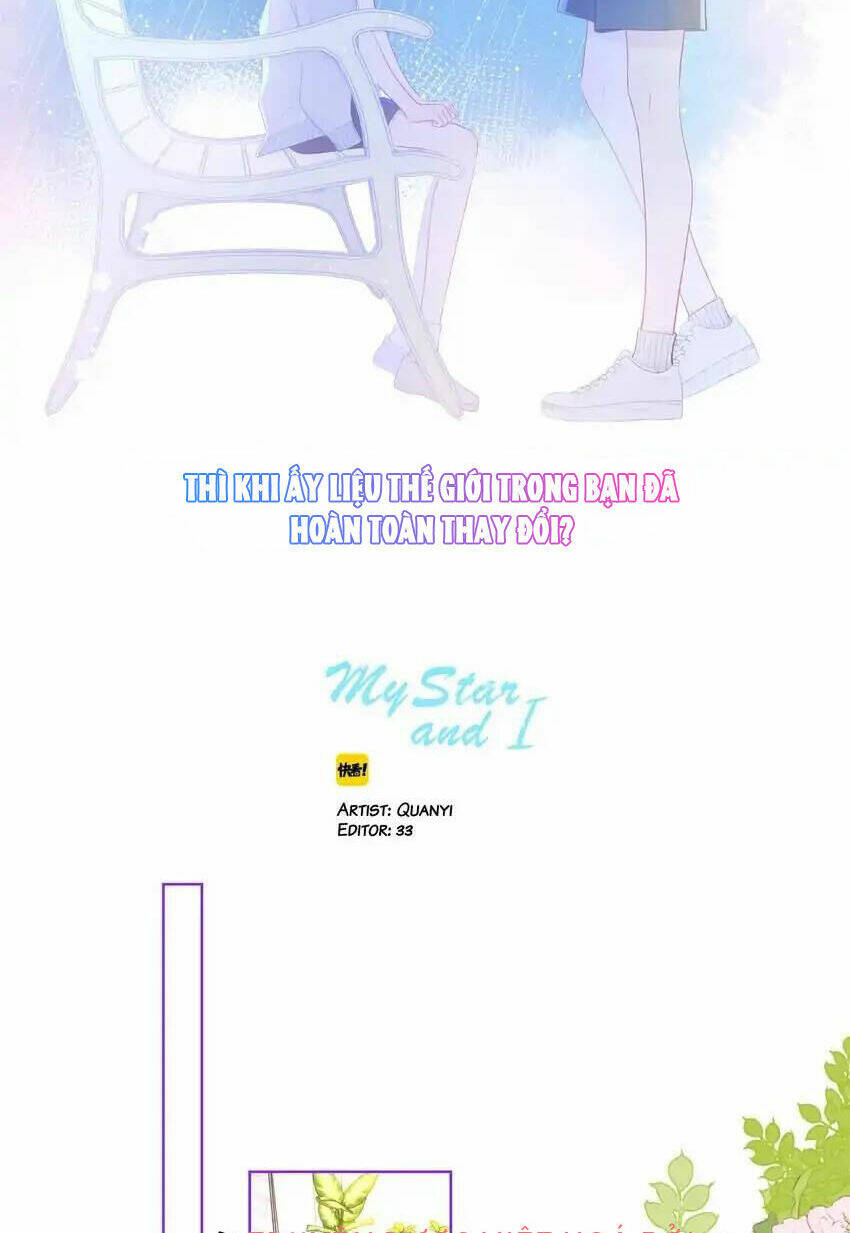 THÌ KHI ẤY LIỆU THẾ GIỚI TRONG BẠN ĐÃ
HOÀN TOÀN THAY ĐỔI?
My Star
and I
快看!
ARTIST: QUANYI
EDITOR: 33